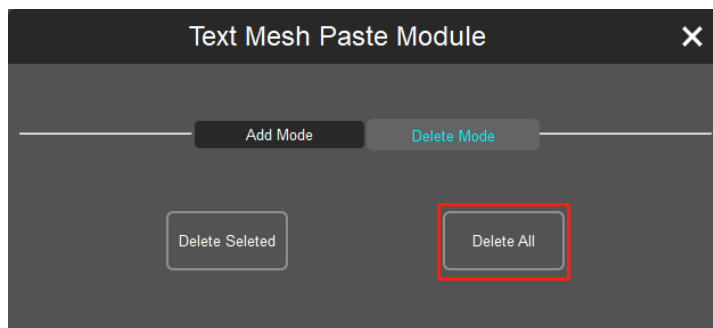 Text Mesh Paste Module
Add Mode
Delete Mode
Delete Seleted
Delete All